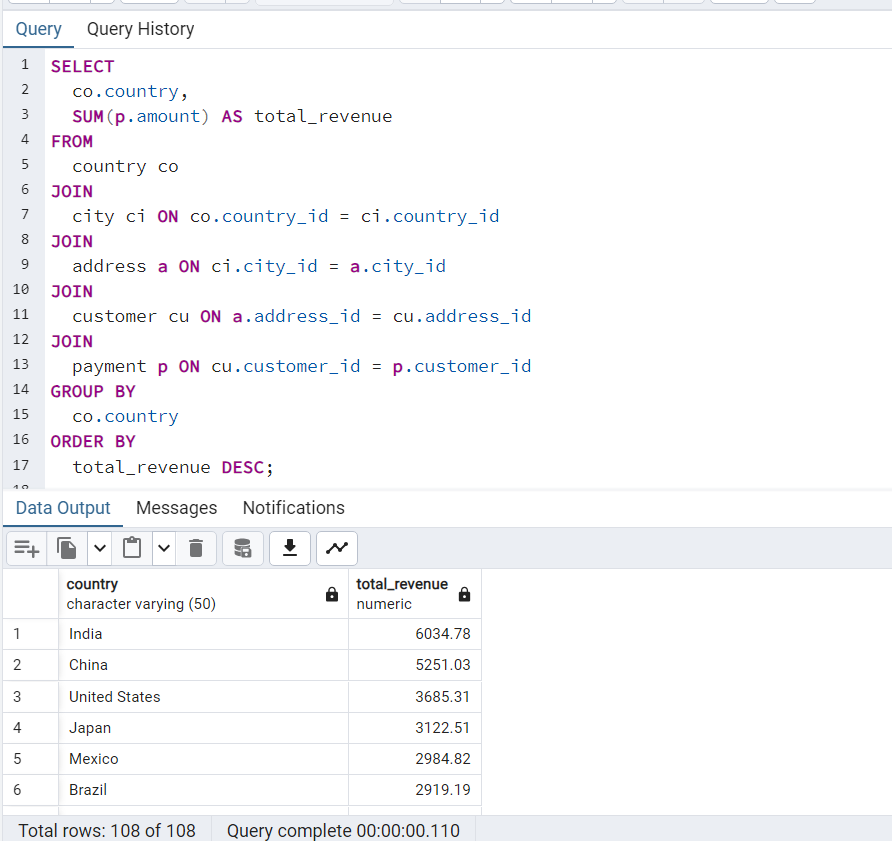 Query Query History
1 SELECT
2 co.country,
3 SUM(p.amount) AS total_revenue
4 FROM
5 country co
6 JOIN
7 city ci ON co.country_id = ci.country_id
8 JOIN
9 address a ON ci.city_id = a.city_id
10 JOIN
11 customer cu ON a.address_id = cu.address_id
12 JOIN
13 payment p ON cu.customer_id = p.customer_id
14 GROUP BY
15 co.country
16 ORDER BY
17 total_revenue DESC;
18
Data Output Messages Notifications
country total_revenue
character varying (50) numeric
1 India 6034.78
2 China 5251.03
3 United States 3685.31
4 Japan 3122.51
5 Mexico 2984.82
6 Brazil 2919.19
Total rows: 108 of 108 Query complete 00:00:00.110